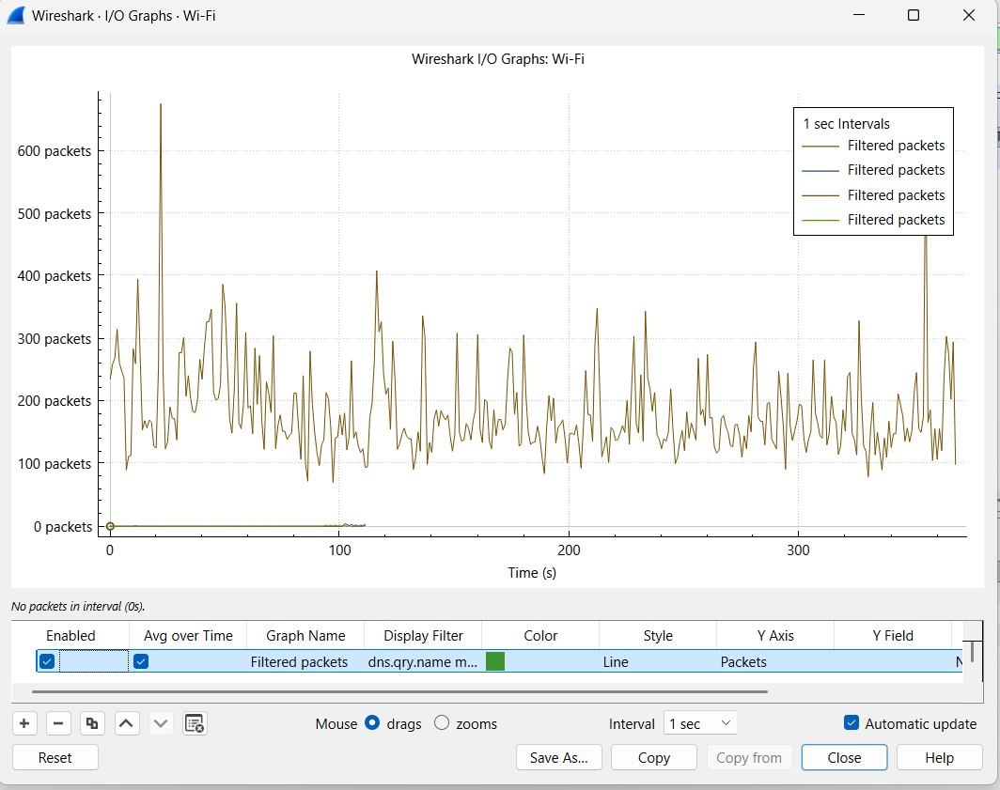 Wireshark · I/O Graphs · Wi-Fi
Wireshark I/O Graphs: Wi-Fi
1 sec Intervals
Filtered packets
Filtered packets
Filtered packets
Filtered packets
600 packets
500 packets
400 packets
300 packets
200 packets
100 packets
0 packets
0 100 200 300
Time (s)
No packets in interval (0s).
Enabled Avg over Time Graph Name Display Filter Color Style Y Axis Y Field
Filtered packets dns.qry.name m... Line Packets N
Mouse drags zooms Interval 1 sec Automatic update
Reset Save As... Copy Copy from Close Help